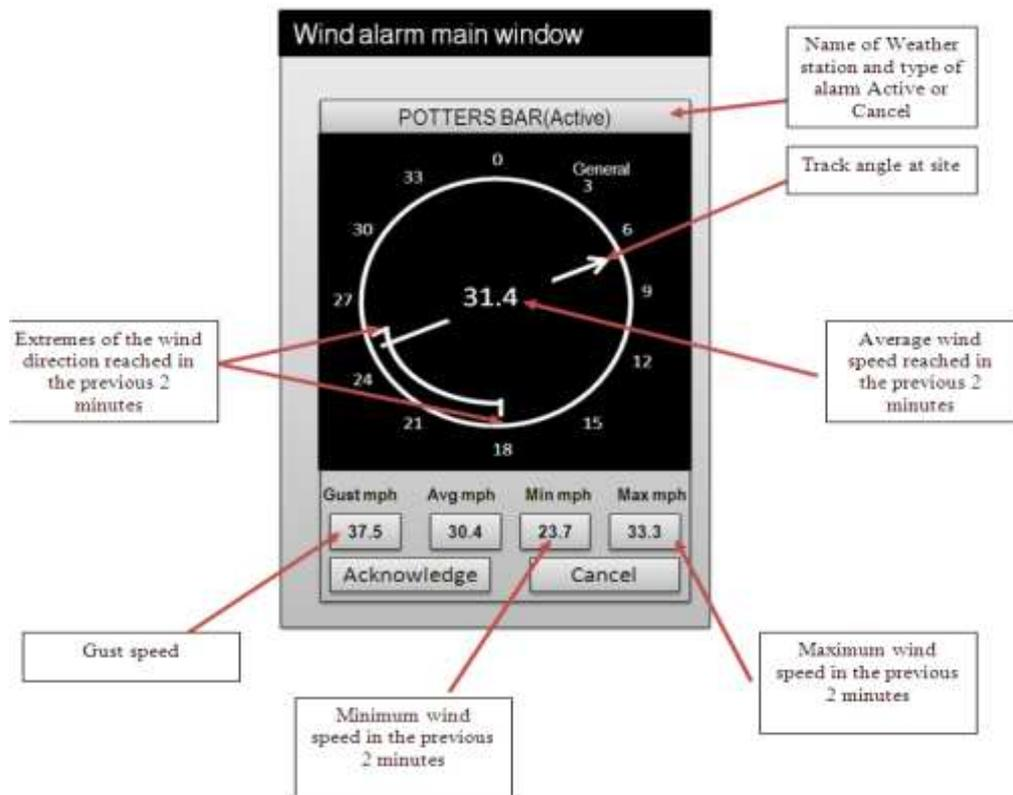 Wind alarm main window
Name of Weather
station and type of
alarm Active or
Cancel
POTTERS BAR(Active)
Track angle at site
0
General
3
33
6
30
31.4
9
27
Extremes of the wind
direction reached in
the previous 2
minutes
Average wind
speed reached in
the previous 2
minutes
12
24
21
15
18
Gust mph Avg mph Min mph Max mph
37.5 30.4 23.7 33.3
Acknowledge Cancel
Gust speed
Maximum wind
speed in the previous
2 minutes
Minimum wind
speed in the previous
2 minutes